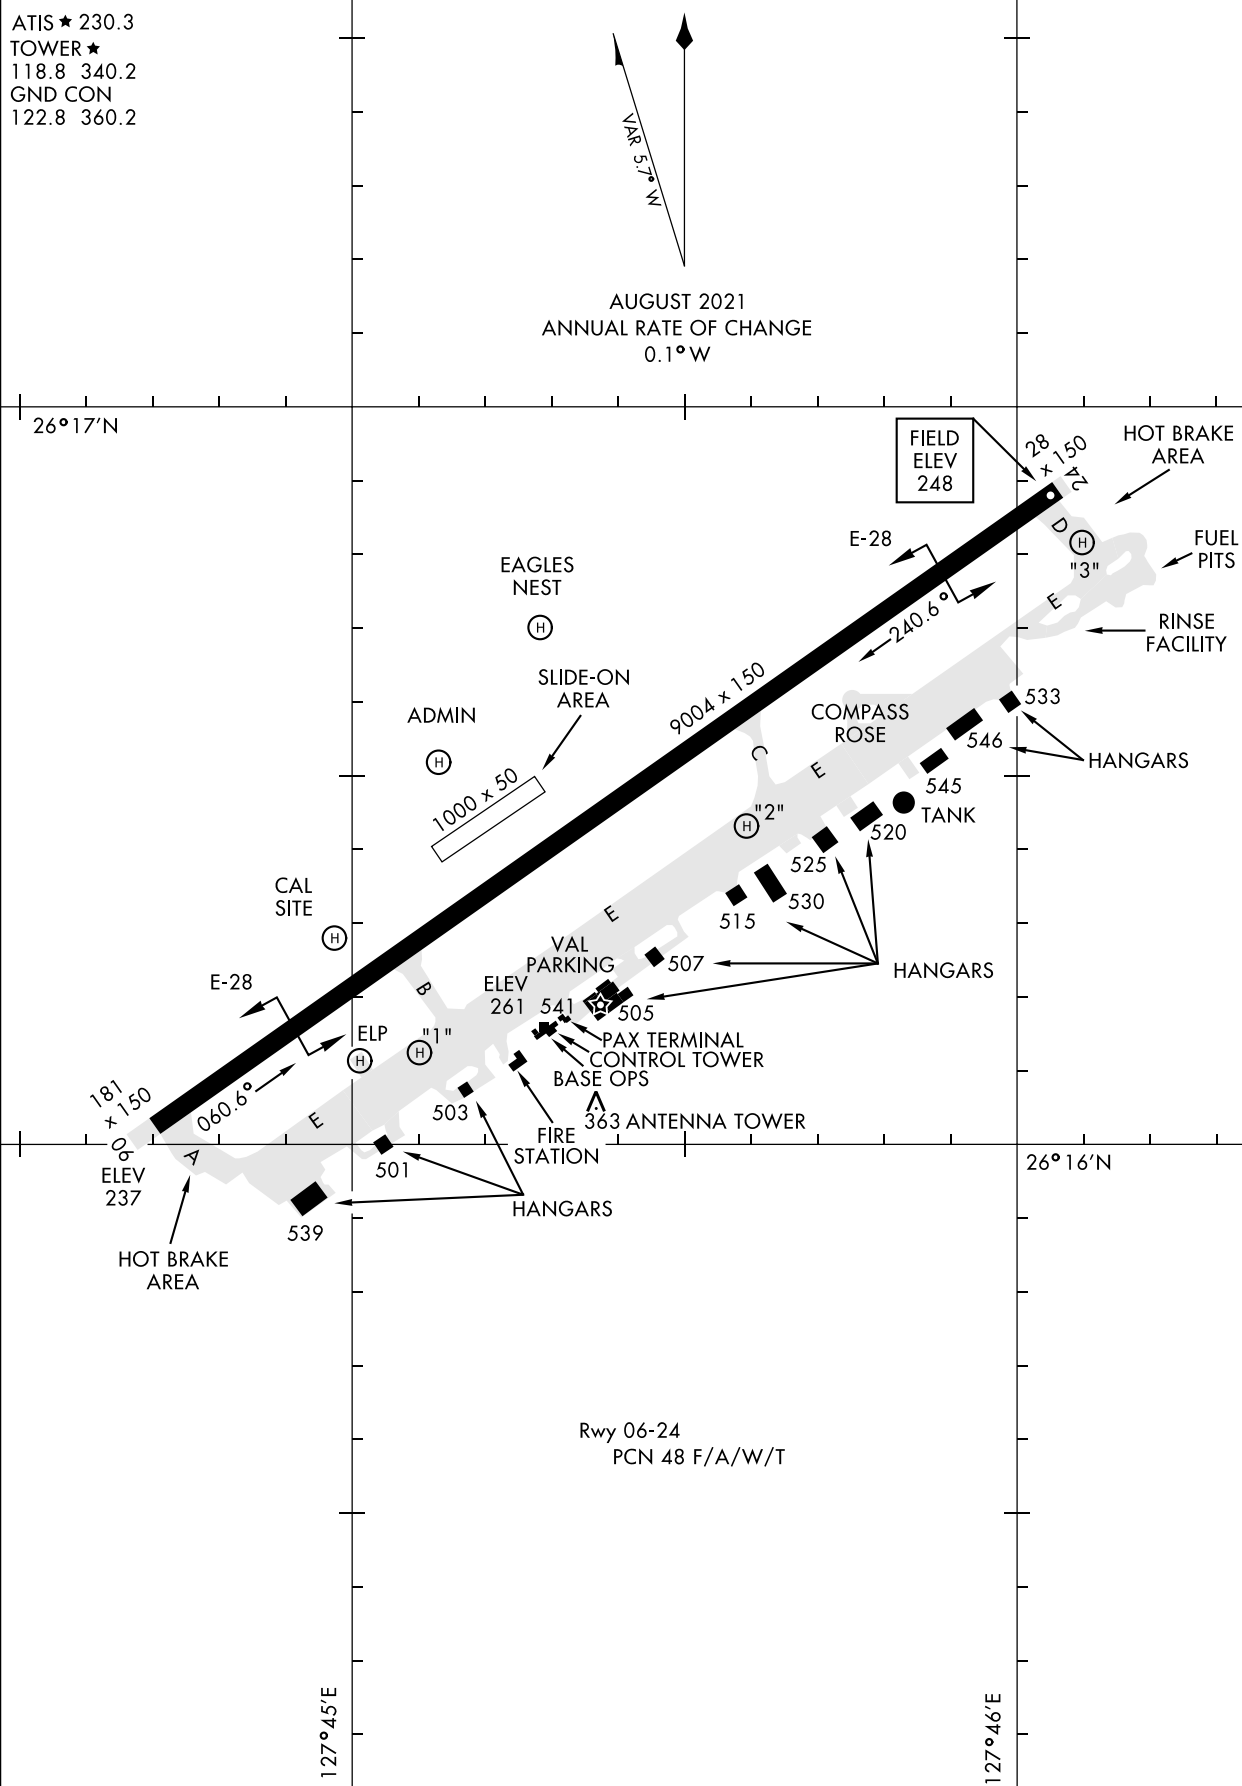 ATIS ★ 230.3
TOWER ★
118.8 340.2
GND CON
122.8 360.2
VAR 5.7° W
AUGUST 2021
ANNUAL RATE OF CHANGE
0.1° W
26°17'N
FIELD
ELEV
248
28
x 150
24
HOT BRAKE
AREA
D
H
"3"
FUEL
PITS
E-28
E
240.6°
RINSE
FACILITY
EAGLES
NEST
H
SLIDE-ON
AREA
9004 x 150
533
COMPASS
ROSE
546
HANGARS
ADMIN
H
1000 x 50
C
E
545
TANK
H
"2"
520
525
530
515
CAL
SITE
H
E
VAL
PARKING
507
HANGARS
E-28
B
ELEV
261
541
505
ELP
H
"1"
H
PAX TERMINAL
CONTROL TOWER
BASE OPS
181
x 150
060.6°
503
363 ANTENNA TOWER
E
FIRE
STATION
06
A
ELEV
237
501
26°16'N
539
HANGARS
HOT BRAKE
AREA
Rwy 06-24
PCN 48 F/A/W/T
127°45'E
127°46'E